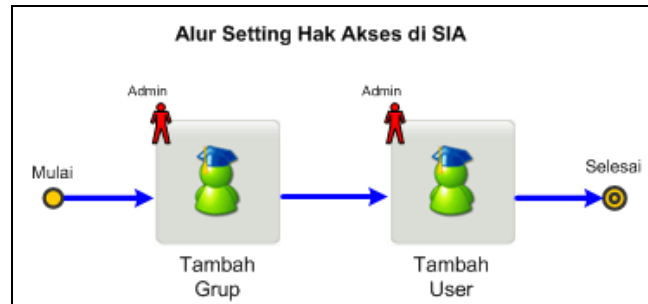 Alur Setting Hak Akses di SIA
Admin
Admin
Mulai
Selesai
Tambah
Grup
Tambah
User